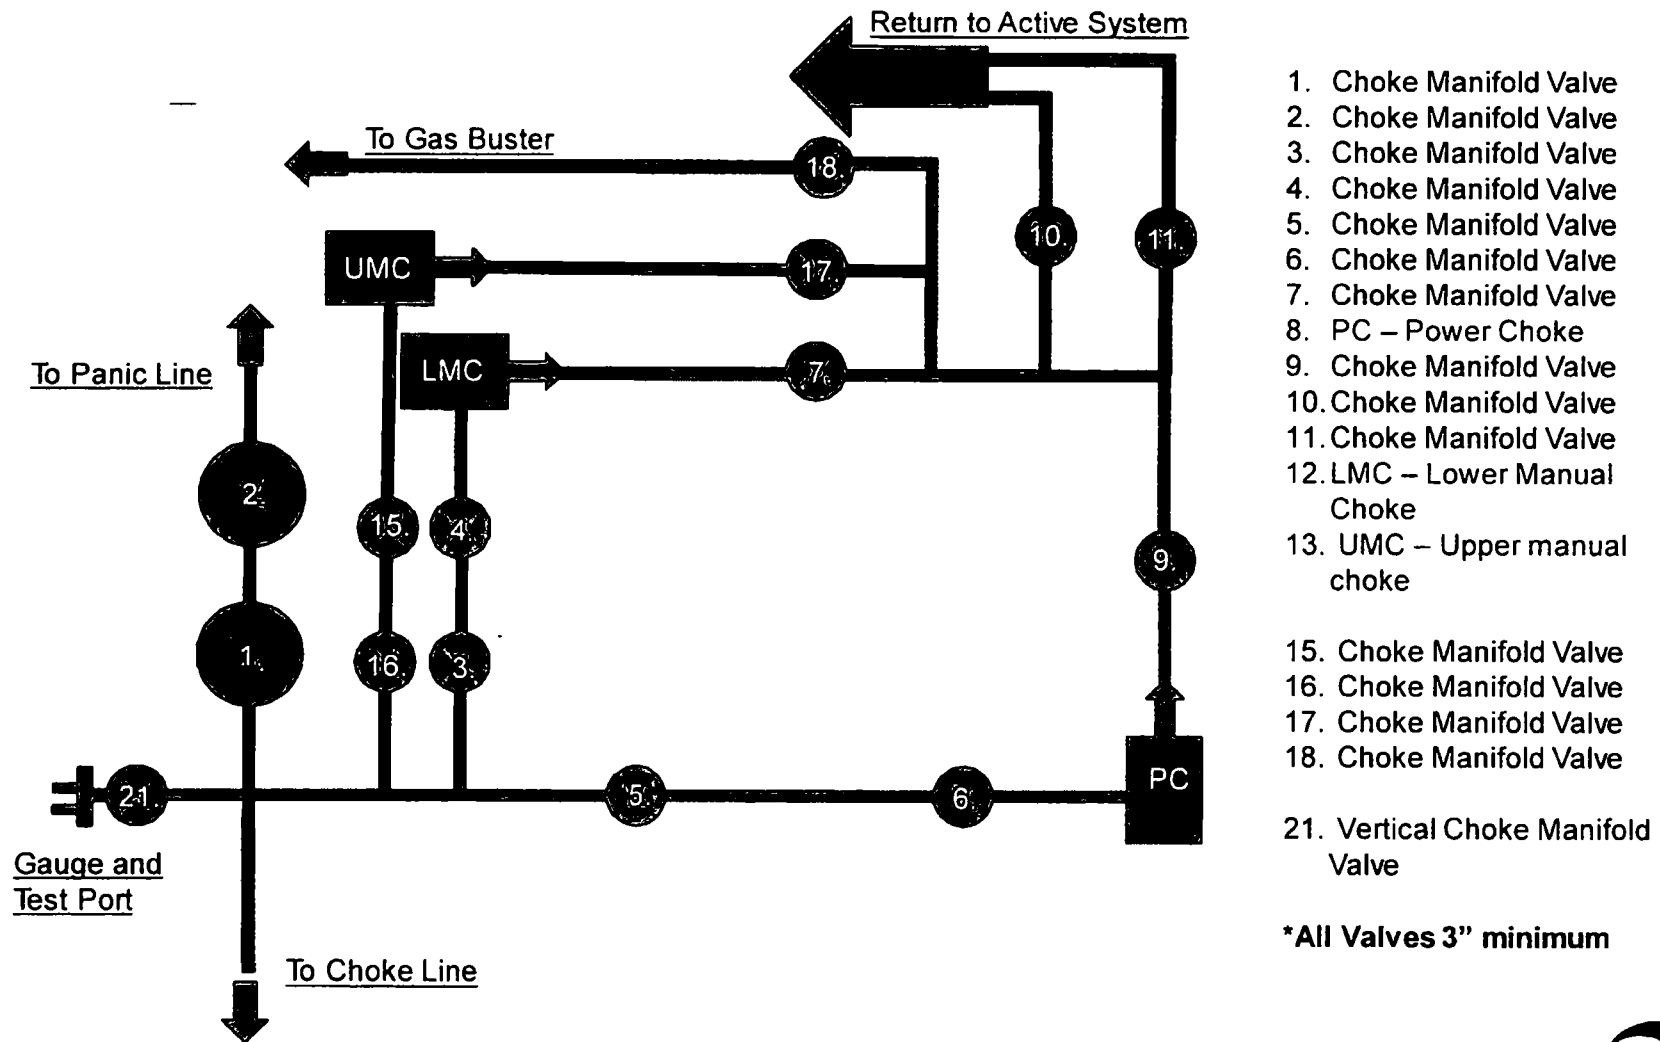 Return to Active System
To Gas Buster
18.
10.
11.
UMC
17.
To Panic Line
LMC
7.
2.
15.
4.
9.
1.
16.
3.
21.
5.
6.
PC
Gauge and
Test Port
To Choke Line
1. Choke Manifold Valve
2. Choke Manifold Valve
3. Choke Manifold Valve
4. Choke Manifold Valve
5. Choke Manifold Valve
6. Choke Manifold Valve
7. Choke Manifold Valve
8. PC – Power Choke
9. Choke Manifold Valve
10. Choke Manifold Valve
11. Choke Manifold Valve
12. LMC – Lower Manual
Choke
13. UMC – Upper manual
choke
15. Choke Manifold Valve
16. Choke Manifold Valve
17. Choke Manifold Valve
18. Choke Manifold Valve
21. Vertical Choke Manifold
Valve
*All Valves 3" minimum